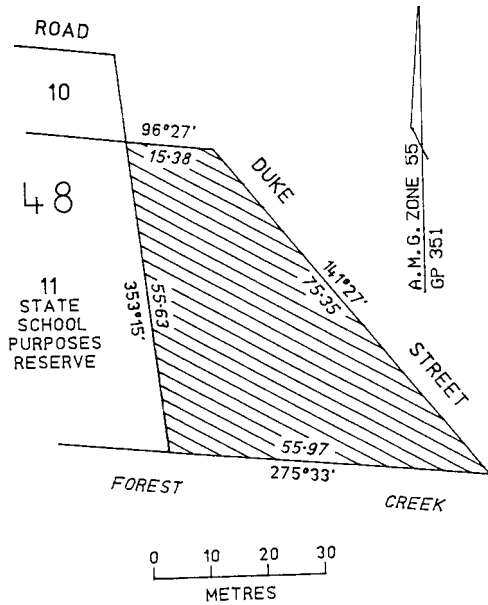 ROAD
10
96°27'
15·38
DUKE
STREET
141°27'
75·35
48
11
STATE
SCHOOL
PURPOSES
RESERVE
353°15'
55·63
55·97
275°33'
FOREST
CREEK
A.M.G. ZONE 55
GP 351
0 10 20 30
METRES